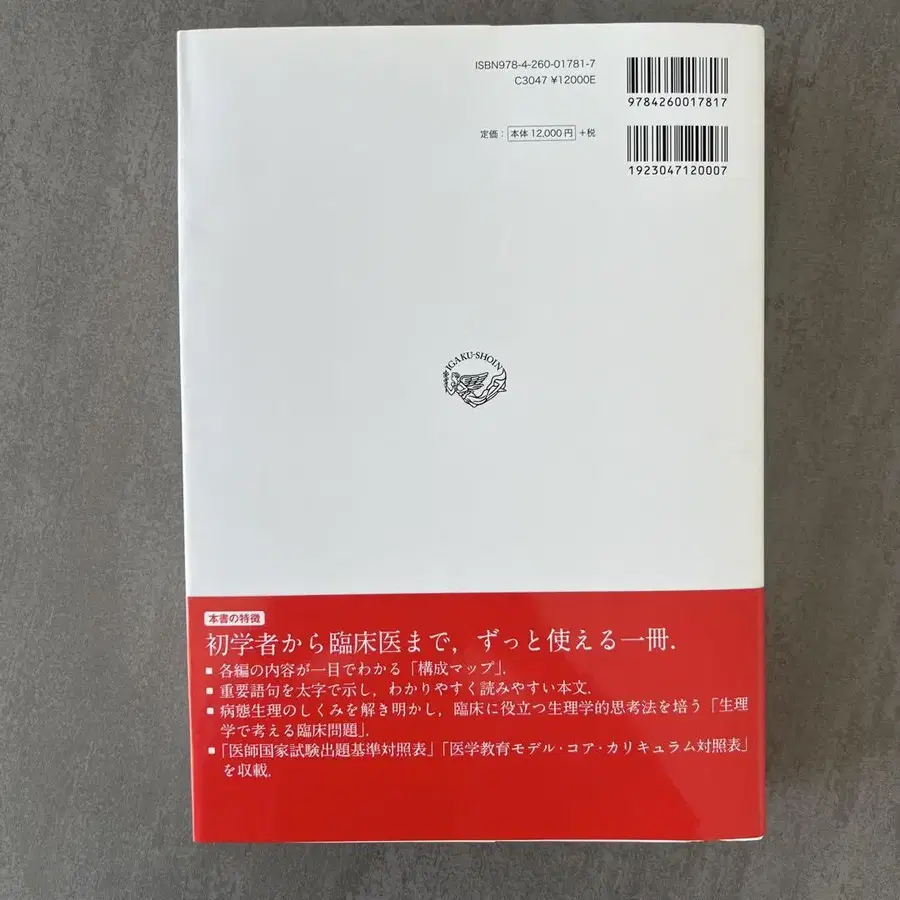 ISBN978-4-260-01781-7
C3047 ¥12000E
9784260017817
定価： 本体 12,000円 +税
1923047120007
IGAKU-SHOIN
本書の特徴
初学者から臨床医まで，ずっと使える一冊．
■ 各編の内容が一目でわかる「構成マップ」．
■ 重要語句を太字で示し，わかりやすく読みやすい本文．
■ 病態生理のしくみを解き明かし，臨床に役立つ生理学的思考法を培う「生理
学で考える臨床問題」．
■ 「医師国家試験出題基準対照表」「医学教育モデル・コア・カリキュラム対照表」
を収載．